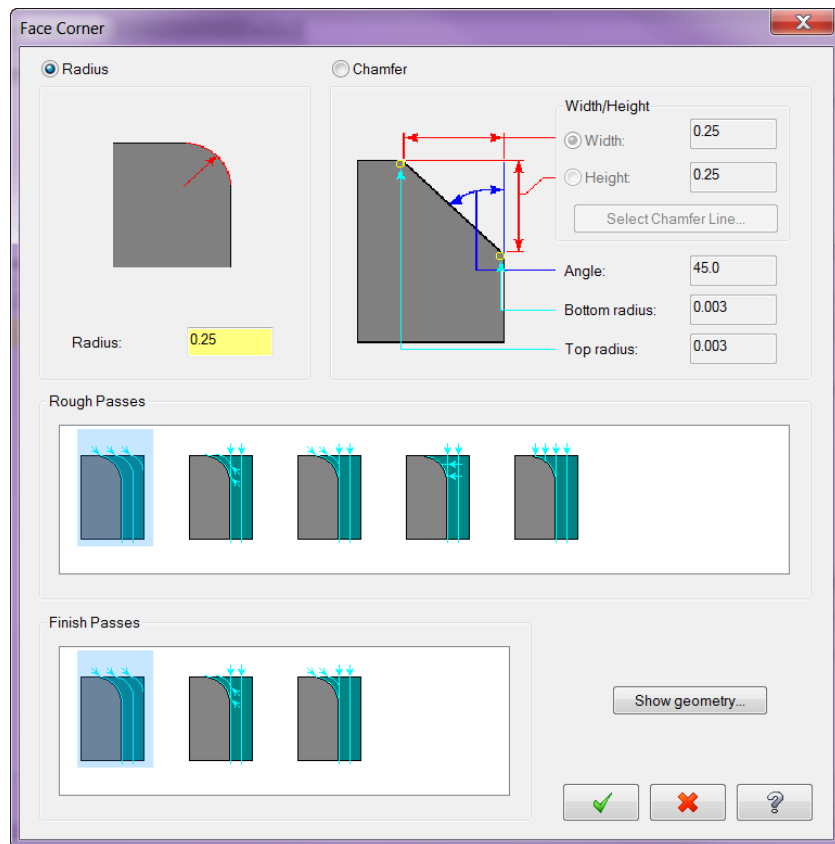 Face Corner
Radius
Chamfer
Width/Height
Width:
0.25
Height:
0.25
Select Chamfer Line...
Angle:
45.0
Bottom radius:
0.003
Top radius:
0.003
Radius:
0.25
Rough Passes
Finish Passes
Show geometry...